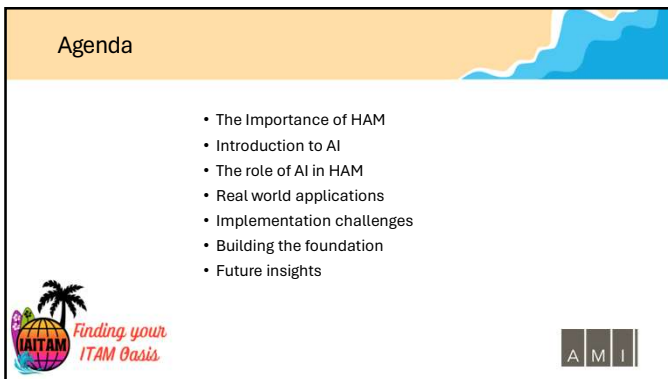 Agenda
• The Importance of HAM
• Introduction to AI
• The role of AI in HAM
• Real world applications
• Implementation challenges
• Building the foundation
• Future insights
IAITAM
Finding your
ITAM Oasis
AMI